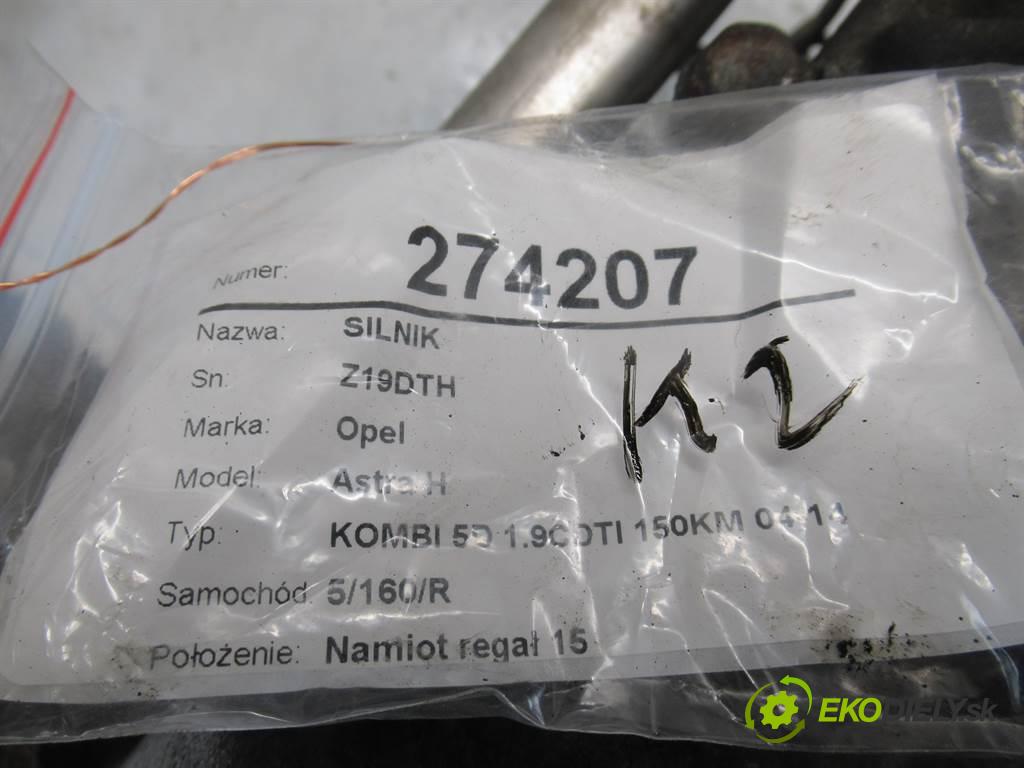 Numer: 274207
Nazwa: SILNIK
Sn: Z19DTH
Marka: Opel
Model: Astra H
Typ: KOMBI 5D 1.9CDTI 150KM 04-14
Samochód: 5/160/R
Położenie: Namiot regał 15
K2
EKODIELY.sk